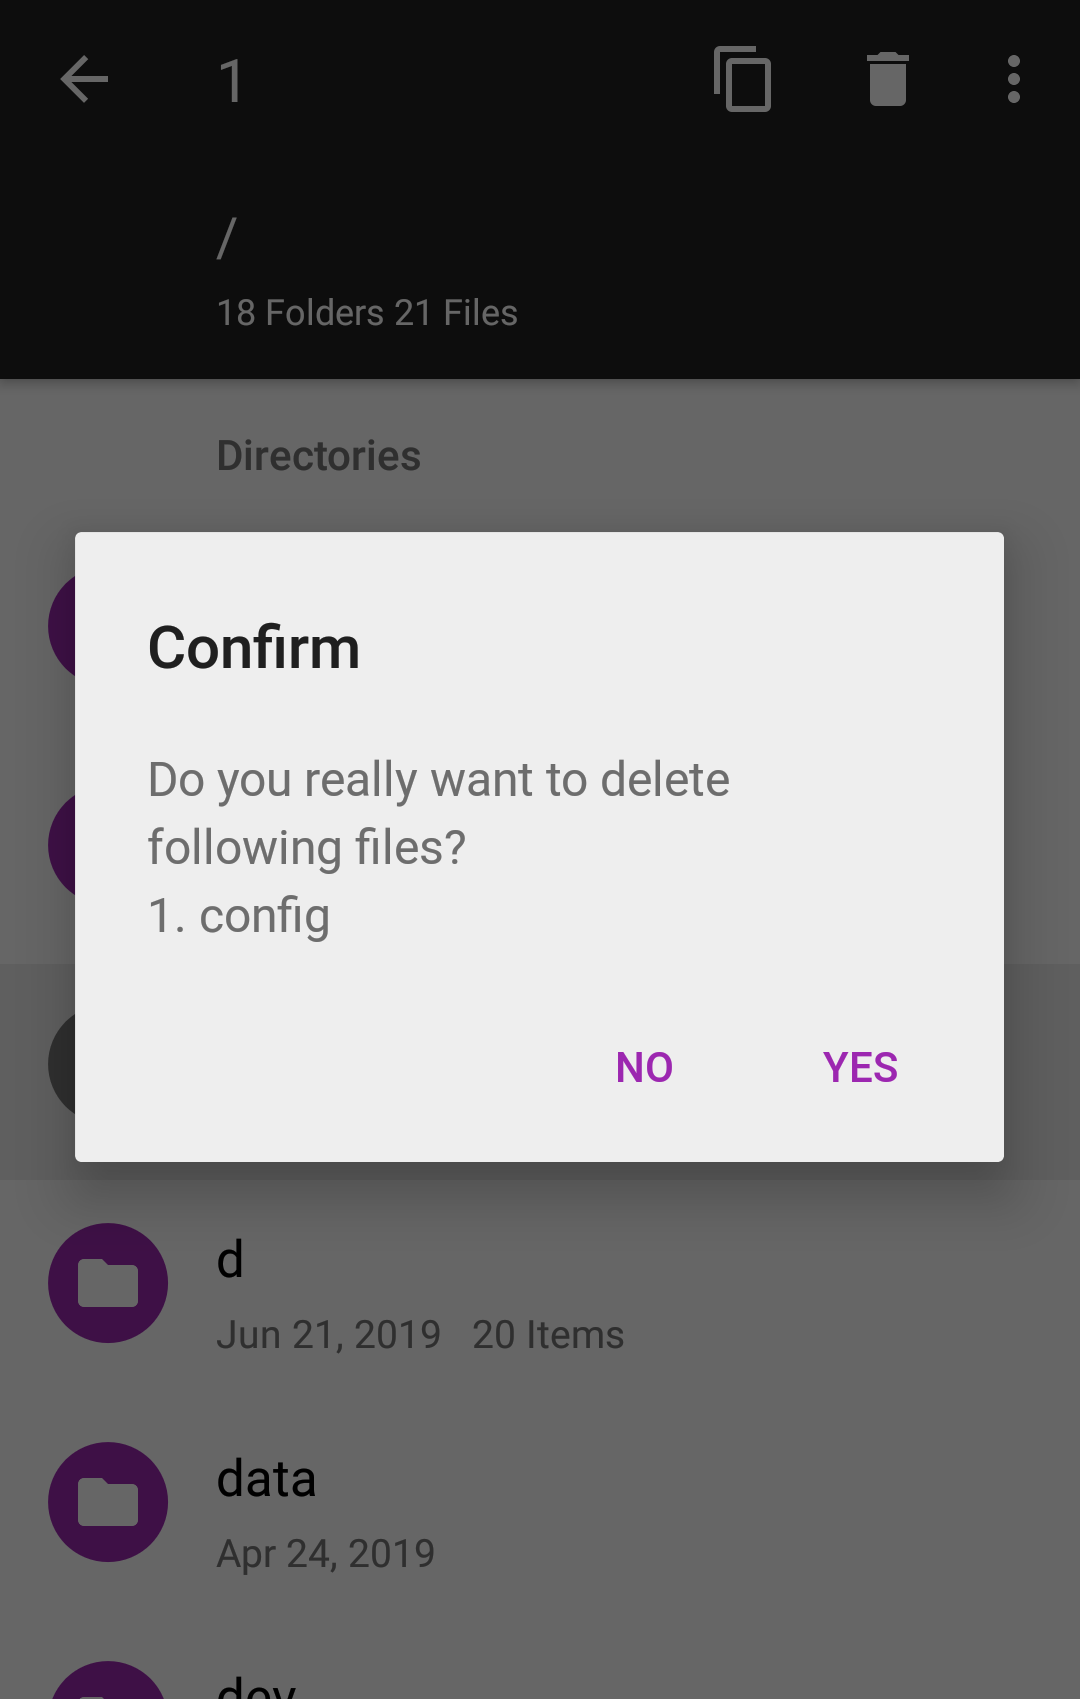 1
/
18 Folders 21 Files
Directories
Confirm
Do you really want to delete
following files?
1. config
NO YES
d
Jun 21, 2019 20 Items
data
Apr 24, 2019
dev